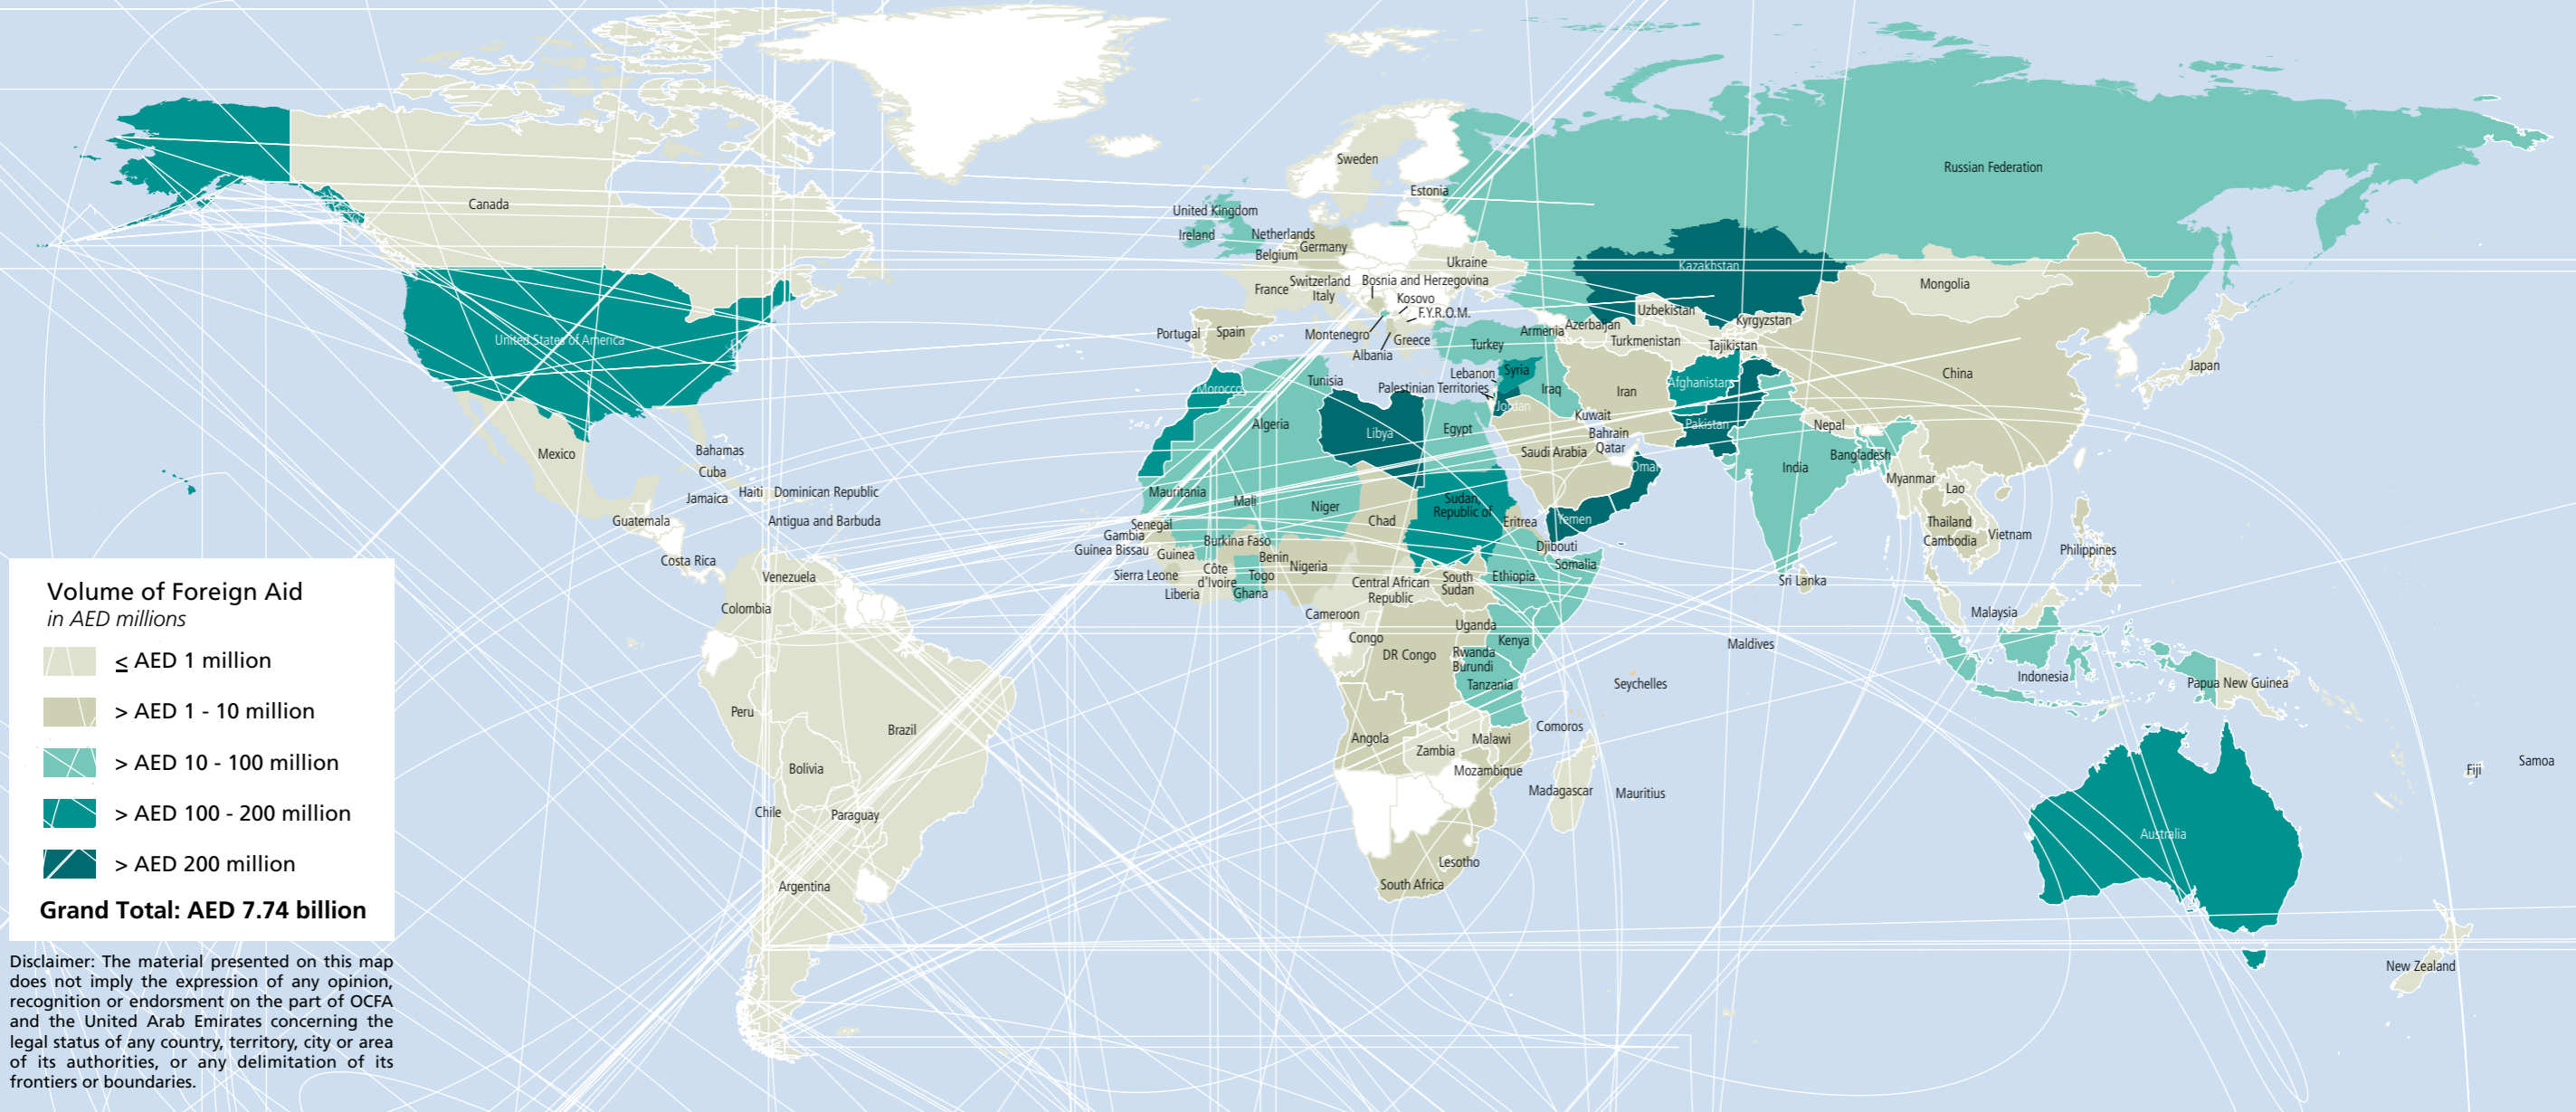 Sweden
Russian Federation
Estonia
Canada
United Kingdom
Ireland
Netherlands
Germany
Belgium
Ukraine
Kazakhstan
Switzerland
Bosnia and Herzegovina
Mongolia
France
Italy
Kosovo
F.Y.R.O.M.
Uzbekistan
Kyrgyzstan
Portugal
Spain
Montenegro
Greece
Armenia
Azerbaijan
Turkmenistan
Tajikistan
United States of America
Albania
Turkey
Japan
Lebanon
Syria
China
Morocco
Tunisia
Palestinian Territories
Iraq
Iran
Afghanistan
Jordan
Kuwait
Algeria
Libya
Egypt
Bahrain
Pakistan
Nepal
Mexico
Bahamas
Saudi Arabia
Qatar
Bangladesh
Cuba
Oman
India
Myanmar
Jamaica
Haiti
Dominican Republic
Mauritania
Mali
Niger
Sudan,
Republic of
Lao
Guatemala
Antigua and Barbuda
Senegal
Chad
Eritrea
Yemen
Thailand
Gambia
Guinea Bissau
Guinea
Burkina Faso
Benin
Djibouti
Cambodia
Vietnam
Philippines
Costa Rica
Venezuela
Sierra Leone
Côte
d'Ivoire
Togo
Nigeria
Central African
Republic
South
Sudan
Ethiopia
Somalia
Sri Lanka
Liberia
Ghana
Colombia
Cameroon
Malaysia
Congo
Uganda
Kenya
Maldives
DR Congo
Rwanda
Burundi
Tanzania
Seychelles
Indonesia
Papua New Guinea
Peru
Brazil
Angola
Zambia
Malawi
Comoros
Bolivia
Mozambique
Fiji
Samoa
Madagascar
Mauritius
Chile
Paraguay
Australia
Lesotho
Argentina
South Africa
New Zealand
Volume of Foreign Aid
in AED millions
≤ AED 1 million
> AED 1 - 10 million
> AED 10 - 100 million
> AED 100 - 200 million
> AED 200 million
Grand Total: AED 7.74 billion
Disclaimer: The material presented on this map
does not imply the expression of any opinion,
recognition or endorsment on the part of OCFA
and the United Arab Emirates concerning the
legal status of any country, territory, city or area
of its authorities, or any delimitation of its
frontiers or boundaries.